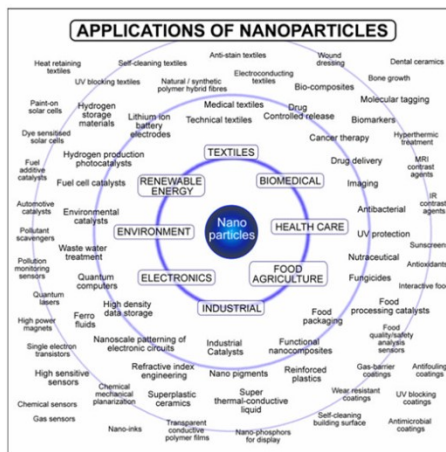 APPLICATIONS OF NANOPARTICLES
Anti-stain textiles
Wound
dressing
Heat retaining
textiles
Self-cleaning textiles
Dental ceramics
UV blocking textiles
Natural / synthetic
polymer hybrid fibres
Electroconducting
textiles
Bone growth
Bio-composites
Paint-on
solar cells
Hydrogen
storage
materials
Lithium ion
battery
electrodes
Medical textiles
Technical textiles
Drug
Controlled release
Molecular tagging
Biomarkers
Dye sensitised
solar cells
Cancer therapy
Hyperthermic
treatment
Hydrogen production
photocatalysts
TEXTILES
Drug delivery
MRI
contrast
agents
Fuel
additive
catalysts
Fuel cell catalysts
RENEWABLE
ENERGY
BIOMEDICAL
Imaging
IR
contrast
agents
Automotive
catalysts
Environmental
catalysts
Antibacterial
Pollutant
scavengers
ENVIRONMENT
Nano
particles
HEALTH CARE
UV protection
Sunscreens
Waste water
treatment
Nutraceutical
Antioxidants
Pollution
monitoring
sensors
Quantum
computers
ELECTRONICS
FOOD
AGRICULTURE
Fungicides
Interactive food
Quantum
lasers
High density
data storage
INDUSTRIAL
Food
processing catalysts
High power
magnets
Ferro
fluids
Food
packaging
Food
quality/safety
analysis sensors
Single electron
transistors
Nanoscale patterning of
electronic circuits
Industrial
Catalysts
Functional
nanocomposites
High sensitive
sensors
Refractive index
engineering
Nano pigments
Reinforced
plastics
Gas-barrier
coatings
Antifouling
coatings
Chemical
mechanical
planarization
Superplastic
ceramics
Super
thermal-conductive
liquid
Wear resistant
coatings
UV blocking
coatings
Chemical sensors
Gas sensors
Nano-inks
Transparent
conductive
polymer films
Nano-phosphors
for display
Self-cleaning
building surface
Antimicrobial
coatings